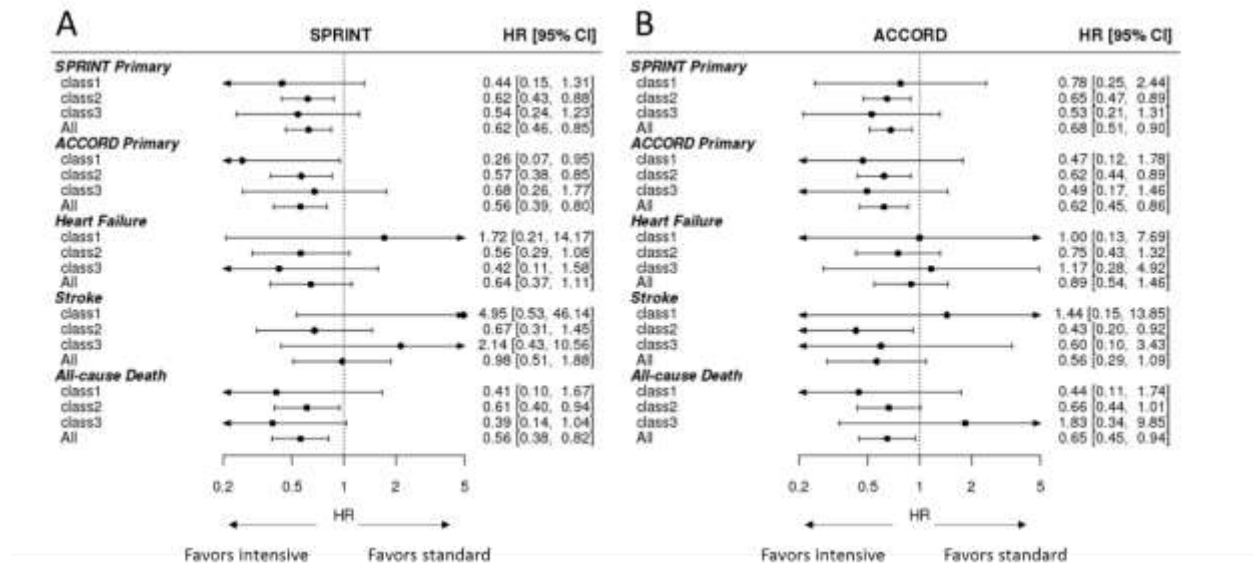 A
SPRINT HR [95% CI]
SPRINT Primary
class1 0.44 [0.15, 1.31]
class2 0.62 [0.43, 0.88]
class3 0.54 [0.24, 1.23]
All 0.62 [0.46, 0.85]
ACCORD Primary
class1 0.26 [0.07, 0.95]
class2 0.57 [0.38, 0.85]
class3 0.68 [0.26, 1.77]
All 0.56 [0.39, 0.80]
Heart Failure
class1 1.72 [0.21, 14.17]
class2 0.56 [0.29, 1.08]
class3 0.42 [0.11, 1.58]
All 0.64 [0.37, 1.11]
Stroke
class1 4.95 [0.53, 46.14]
class2 0.67 [0.31, 1.45]
class3 2.14 [0.43, 10.56]
All 0.98 [0.51, 1.88]
All-cause Death
class1 0.41 [0.10, 1.67]
class2 0.61 [0.40, 0.94]
class3 0.39 [0.14, 1.04]
All 0.56 [0.38, 0.82]
0.2 0.5 1 2 5
HR
Favors intensive Favors standard
B
ACCORD HR [95% CI]
SPRINT Primary
class1 0.78 [0.25, 2.44]
class2 0.65 [0.47, 0.89]
class3 0.53 [0.21, 1.31]
All 0.68 [0.51, 0.90]
ACCORD Primary
class1 0.47 [0.12, 1.78]
class2 0.62 [0.44, 0.89]
class3 0.49 [0.17, 1.46]
All 0.62 [0.45, 0.86]
Heart Failure
class1 1.00 [0.13, 7.69]
class2 0.75 [0.43, 1.32]
class3 1.17 [0.28, 4.92]
All 0.89 [0.54, 1.46]
Stroke
class1 1.44 [0.15, 13.85]
class2 0.43 [0.20, 0.92]
class3 0.60 [0.10, 3.43]
All 0.56 [0.29, 1.09]
All-cause Death
class1 0.44 [0.11, 1.74]
class2 0.66 [0.44, 1.01]
class3 1.83 [0.34, 9.85]
All 0.65 [0.45, 0.94]
0.2 0.5 1 2 5
HR
Favors intensive Favors standard